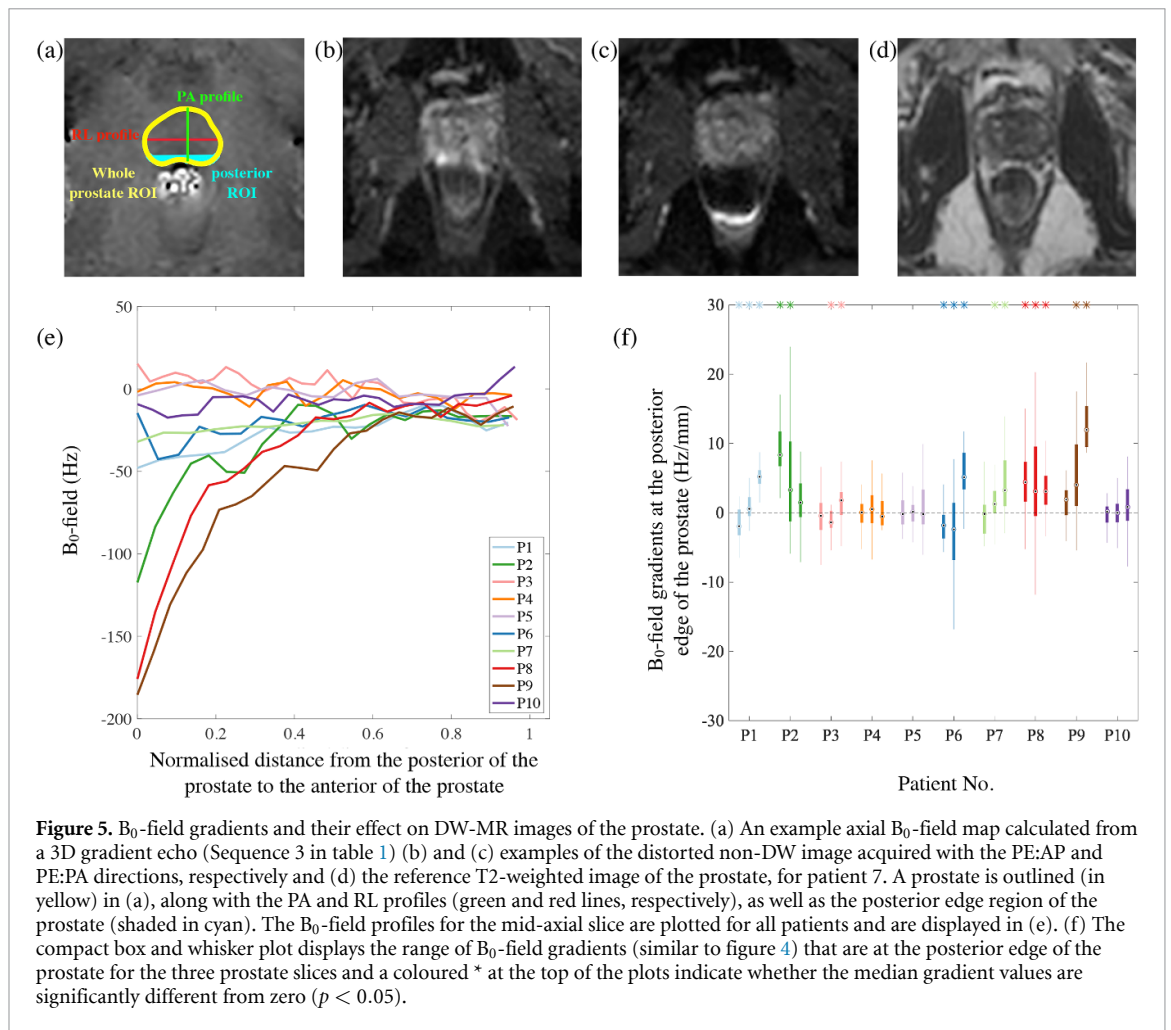 (a)
(b)
(c)
(d)
PA profile
RL profile
Whole
prostate ROI
posterior
ROI
(e)
50
0
-50
-100
-150
-200
B₀-field (Hz)
0
0.2
0.4
0.6
0.8
1
Normalised distance from the posterior of the
prostate to the anterior of the prostate
P1
P2
P3
P4
P5
P6
P7
P8
P9
P10
(f)
30
20
10
0
-10
-20
-30
B₀-field gradients at the posterior
edge of the prostate (Hz/mm)
* * * * * * * * * * * * * * * * *
P1 P2 P3 P4 P5 P6 P7 P8 P9 P10
Patient No.
Figure 5. B₀-field gradients and their effect on DW-MR images of the prostate. (a) An example axial B₀-field map calculated from
a 3D gradient echo (Sequence 3 in table 1) (b) and (c) examples of the distorted non-DW image acquired with the PE:AP and
PE:PA directions, respectively and (d) the reference T2-weighted image of the prostate, for patient 7. A prostate is outlined (in
yellow) in (a), along with the PA and RL profiles (green and red lines, respectively), as well as the posterior edge region of the
prostate (shaded in cyan). The B₀-field profiles for the mid-axial slice are plotted for all patients and are displayed in (e). (f) The
compact box and whisker plot displays the range of B₀-field gradients (similar to figure 4) that are at the posterior edge of the
prostate for the three prostate slices and a coloured * at the top of the plots indicate whether the median gradient values are
significantly different from zero (p < 0.05).